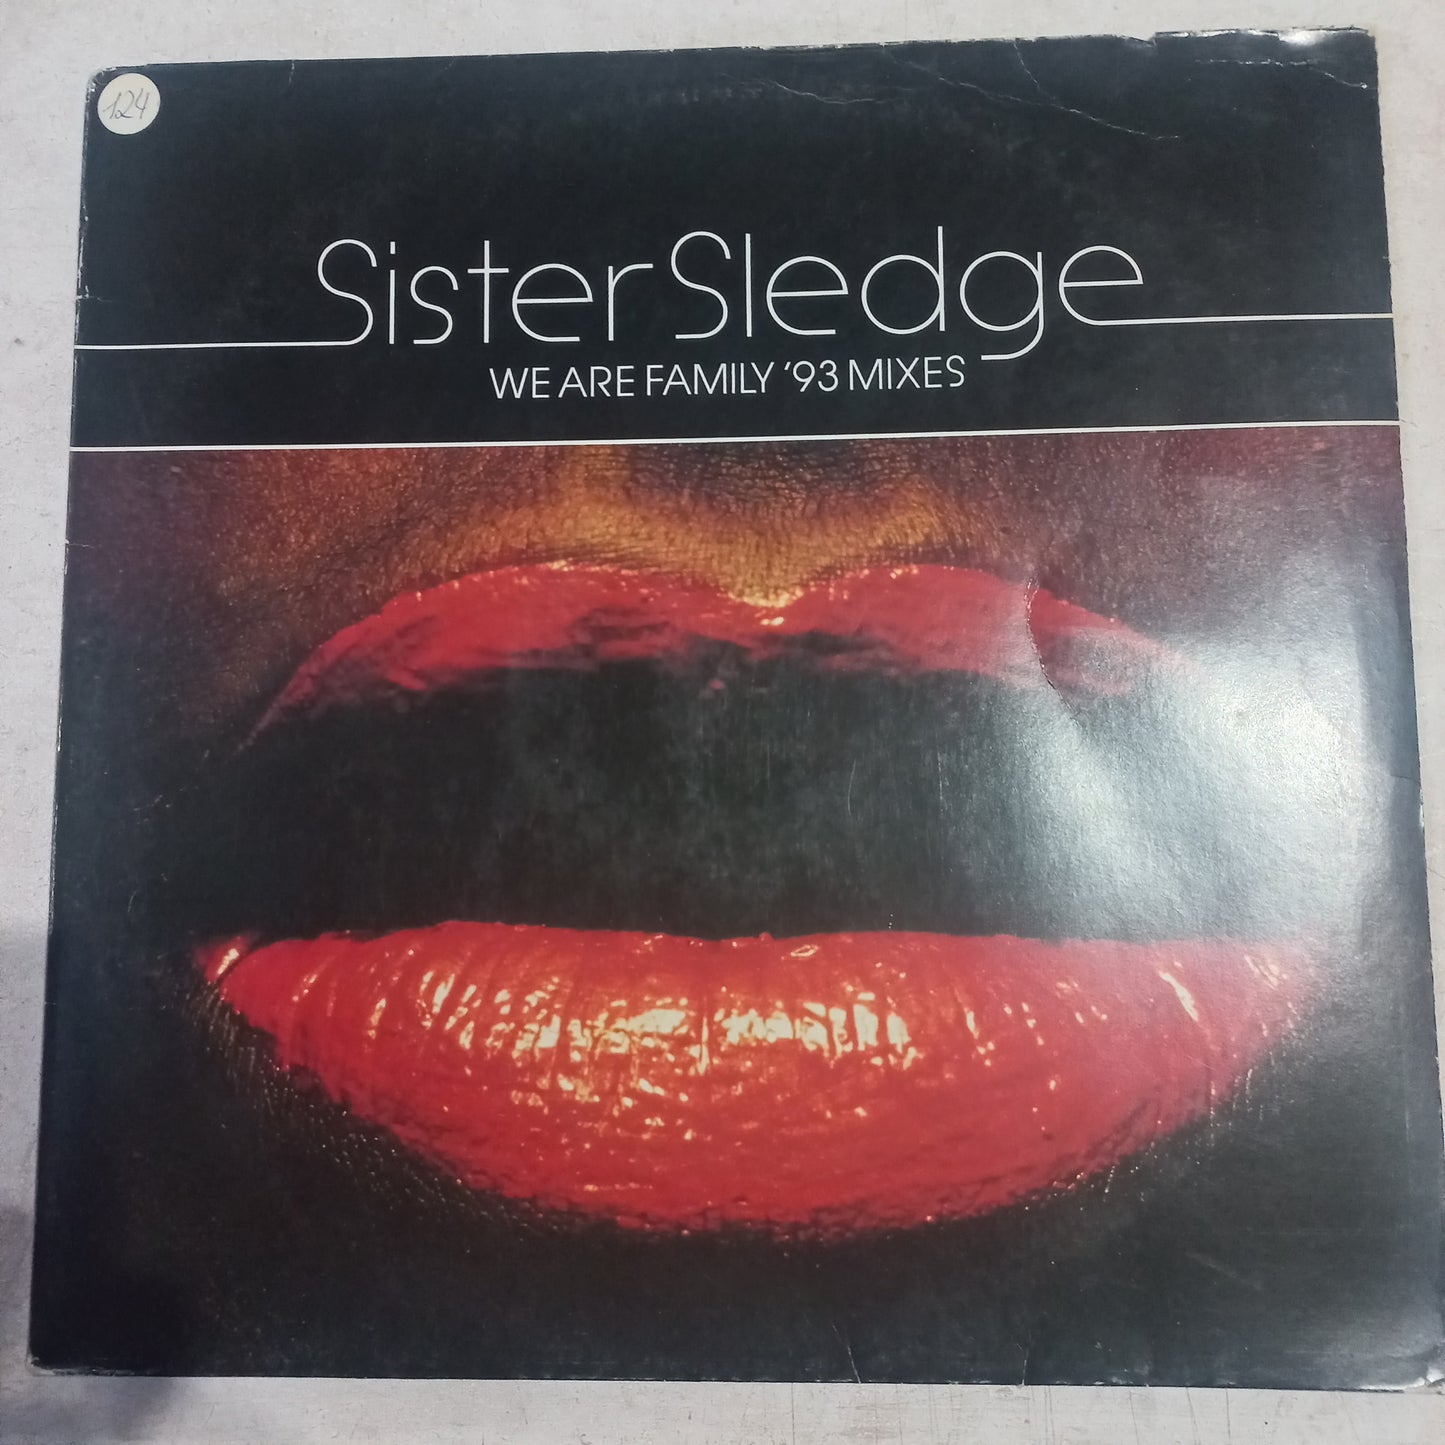 124
Sister Sledge
WE ARE FAMILY '93 MIXES